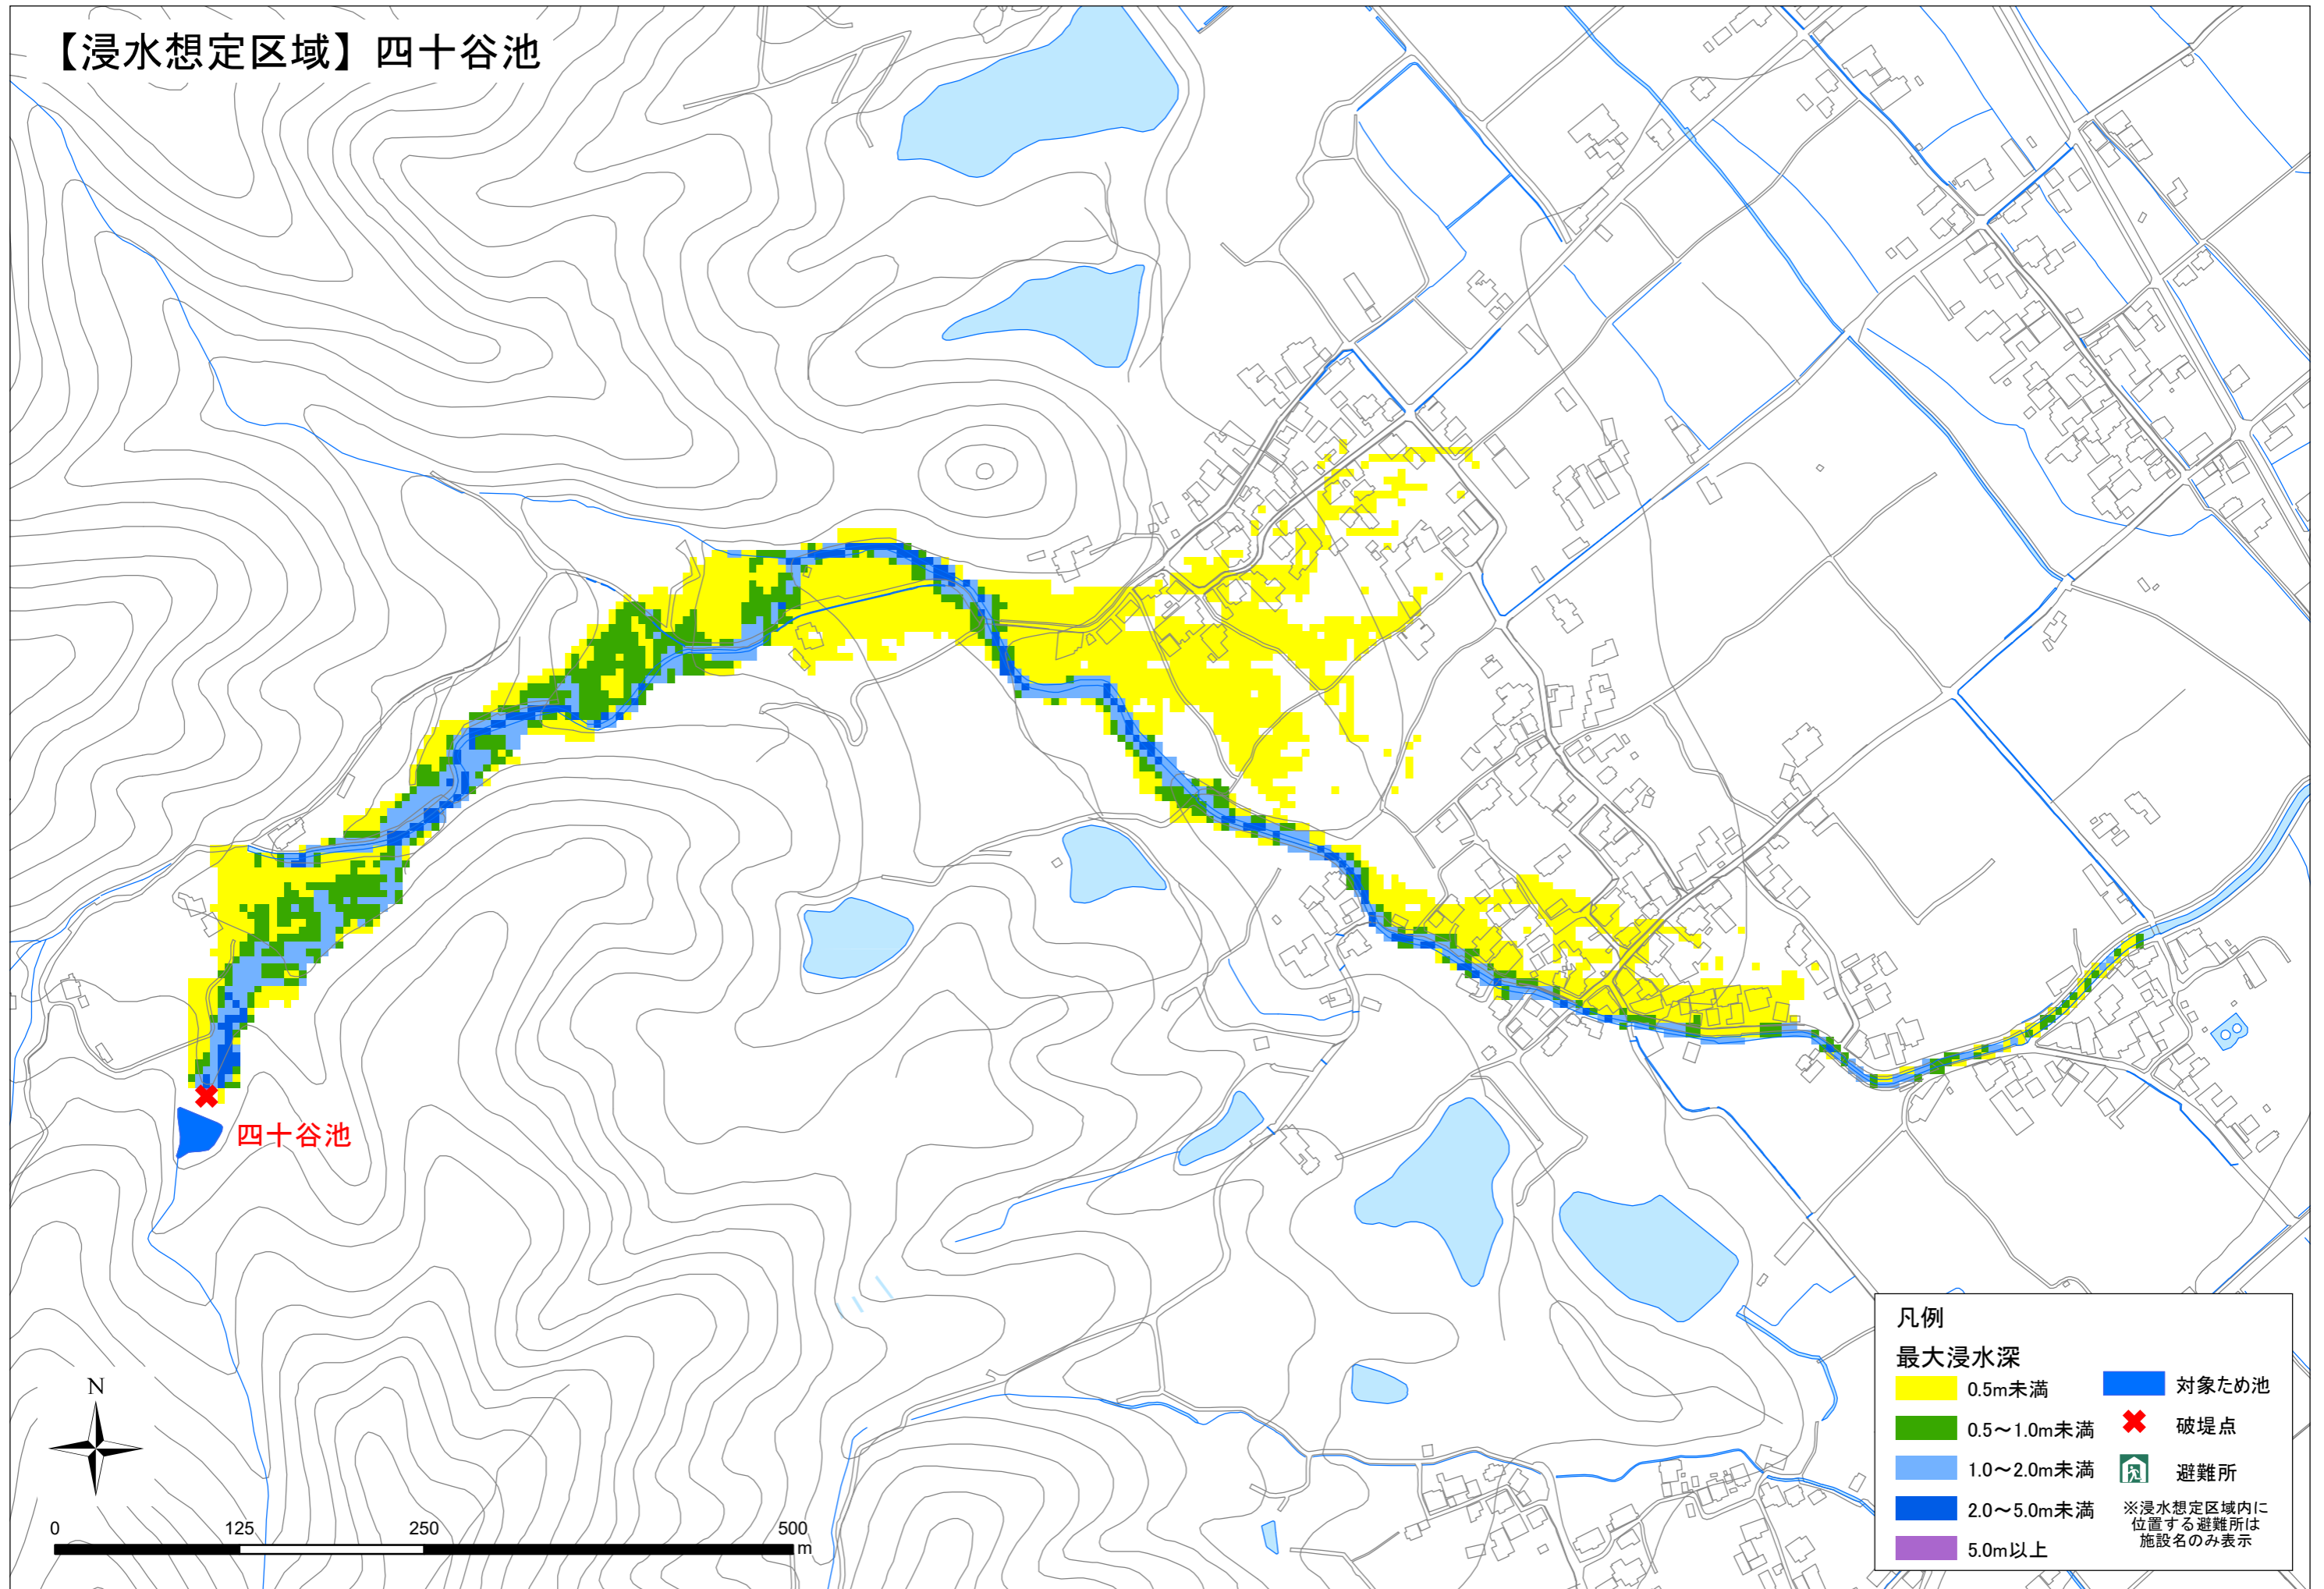 【浸水想定区域】四十谷池
四十谷池
N
0 125 250 500
m
凡例
最大浸水深
0.5m未満
0.5～1.0m未満
1.0～2.0m未満
2.0～5.0m未満
5.0m以上
対象ため池
破堤点
避難所
※浸水想定区域内に
位置する避難所は
施設名のみ表示